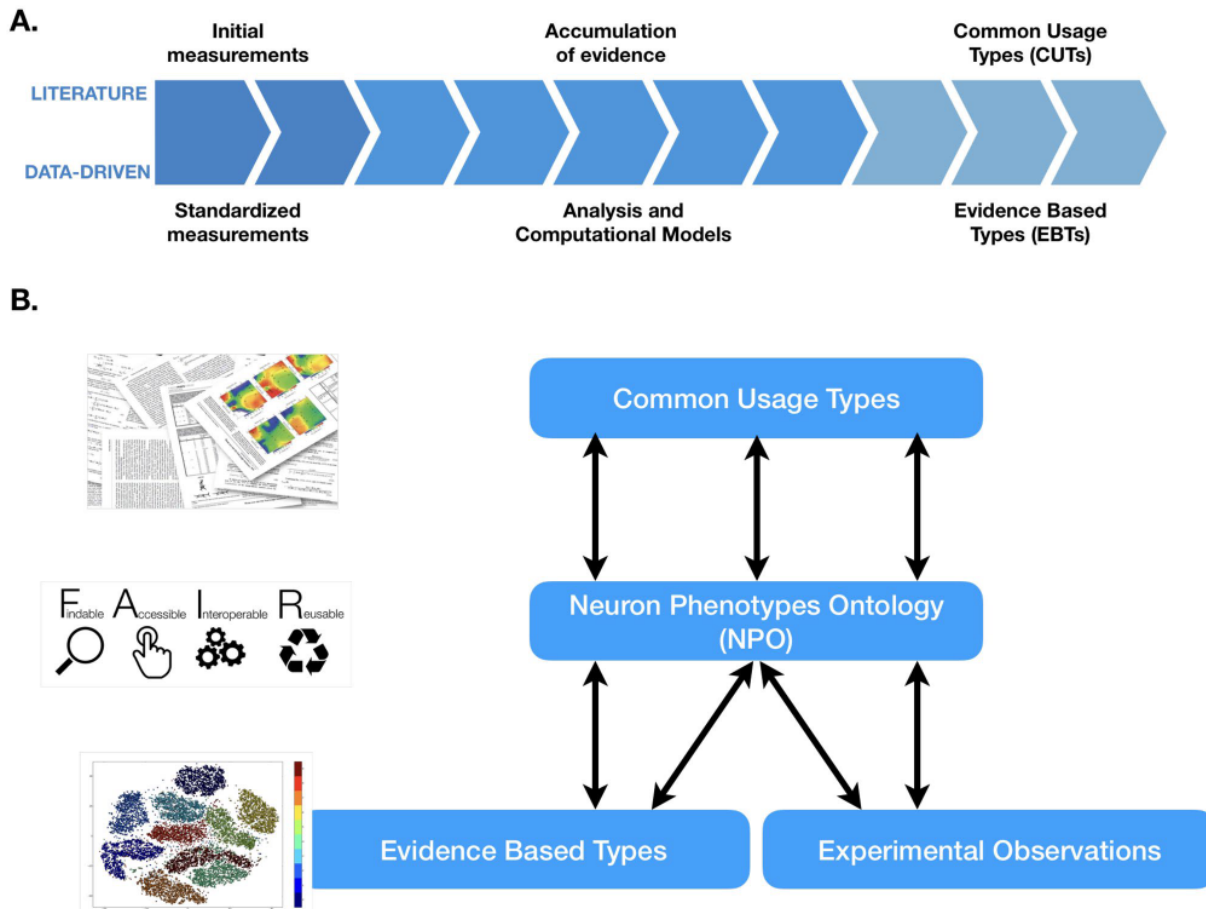 A.
Initial
measurements
Accumulation
of evidence
Common Usage
Types (CUTs)
LITERATURE
DATA-DRIVEN
Standardized
measurements
Analysis and
Computational Models
Evidence Based
Types (EBTs)
B.
Common Usage Types
Findable Accessible Interoperable Reusable
Neuron Phenotypes Ontology
(NPO)
Evidence Based Types
Experimental Observations